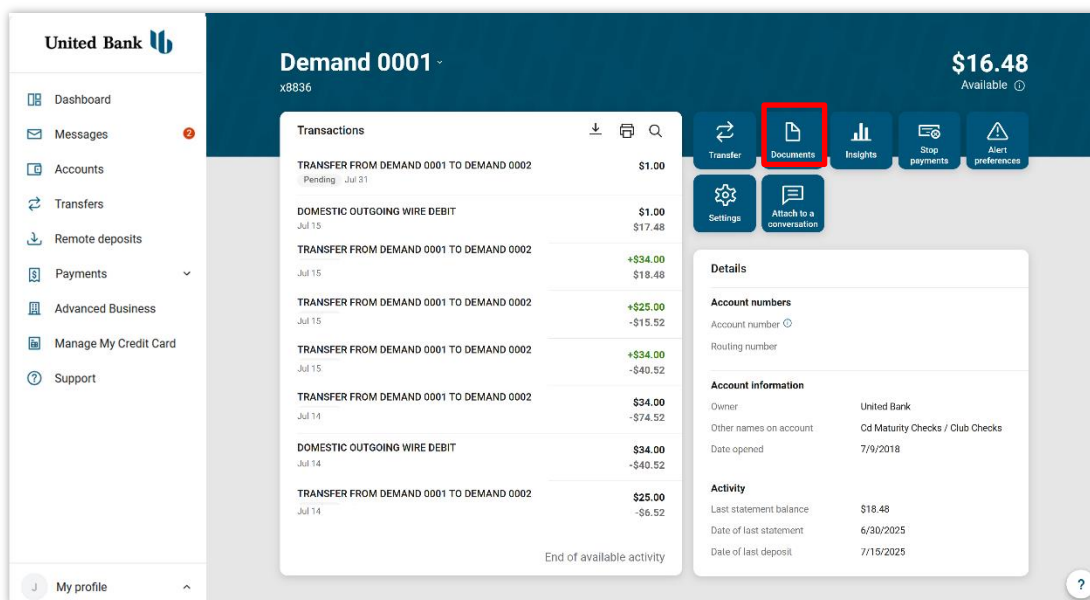 United Bank
Dashboard
Messages
2
Accounts
Transfers
Remote deposits
Payments
Advanced Business
Manage My Credit Card
Support
J
My profile
Demand 0001
x8836
$16.48
Available
Transactions
TRANSFER FROM DEMAND 0001 TO DEMAND 0002
$1.00
Pending Jul 31
DOMESTIC OUTGOING WIRE DEBIT
$1.00
Jul 15
$17.48
TRANSFER FROM DEMAND 0001 TO DEMAND 0002
+$34.00
Jul 15
$18.48
TRANSFER FROM DEMAND 0001 TO DEMAND 0002
+$25.00
Jul 15
-$15.52
TRANSFER FROM DEMAND 0001 TO DEMAND 0002
+$34.00
Jul 15
-$40.52
TRANSFER FROM DEMAND 0001 TO DEMAND 0002
$34.00
Jul 14
-$74.52
DOMESTIC OUTGOING WIRE DEBIT
$34.00
Jul 14
-$40.52
TRANSFER FROM DEMAND 0001 TO DEMAND 0002
$25.00
Jul 14
-$6.52
End of available activity
Transfer
Documents
Insights
Stop
payments
Alert
preferences
Settings
Attach to a
conversation
Details
Account numbers
Account number
Routing number
Account information
Owner United Bank
Other names on account Cd Maturity Checks / Club Checks
Date opened 7/9/2018
Activity
Last statement balance $18.48
Date of last statement 6/30/2025
Date of last deposit 7/15/2025
?